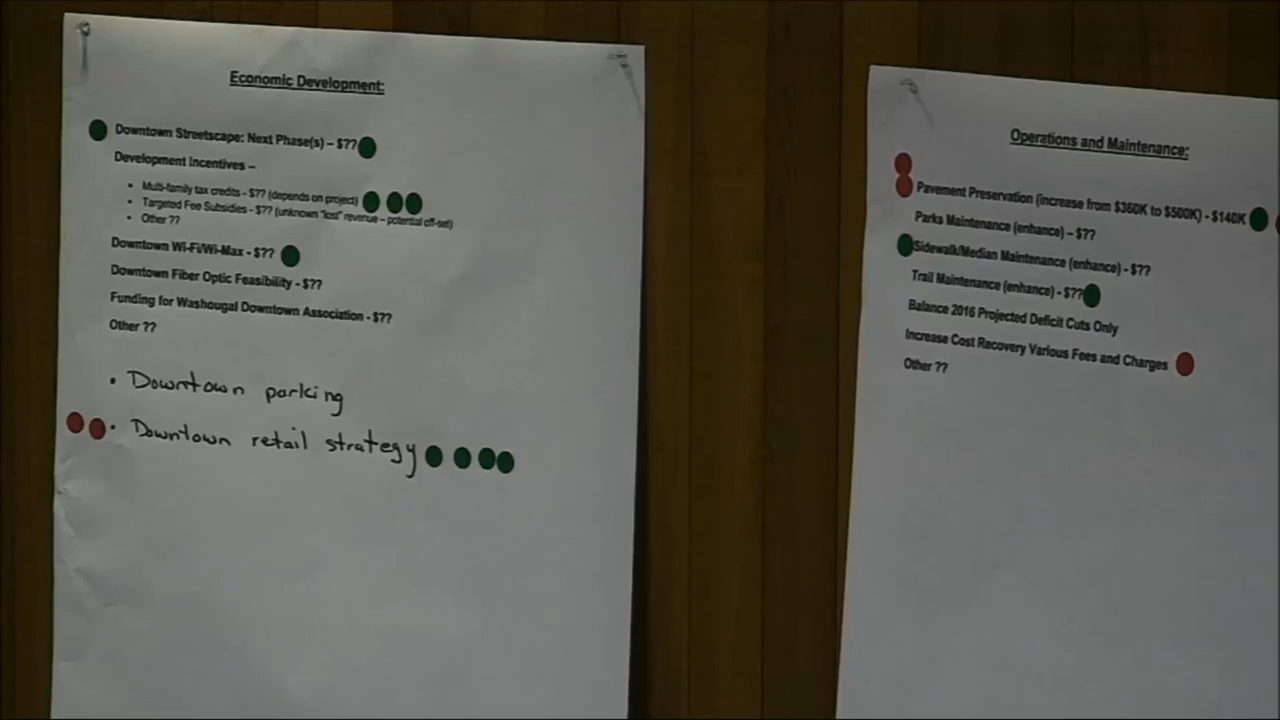 Economic Development:
Downtown Streetscape: Next Phase(s) – $??
Development Incentives –
• Multi-family tax credits - $?? (depends on project)
• Targeted Fee Subsidies - $?? (unknown "lost" revenue – potential off-set)
• Other ??
Downtown Wi-Fi/Wi-Max - $??
Downtown Fiber Optic Feasibility - $??
Funding for Washougal Downtown Association - $??
Other ??
• Downtown parking
• Downtown retail strategy
Operations and Maintenance:
Pavement Preservation (increase from $360K to $500K) - $140K
Parks Maintenance (enhance) – $??
Sidewalk/Median Maintenance (enhance) - $??
Trail Maintenance (enhance) - $??
Balance 2016 Projected Deficit Cuts Only
Increase Cost Recovery Various Fees and Charges
Other ??